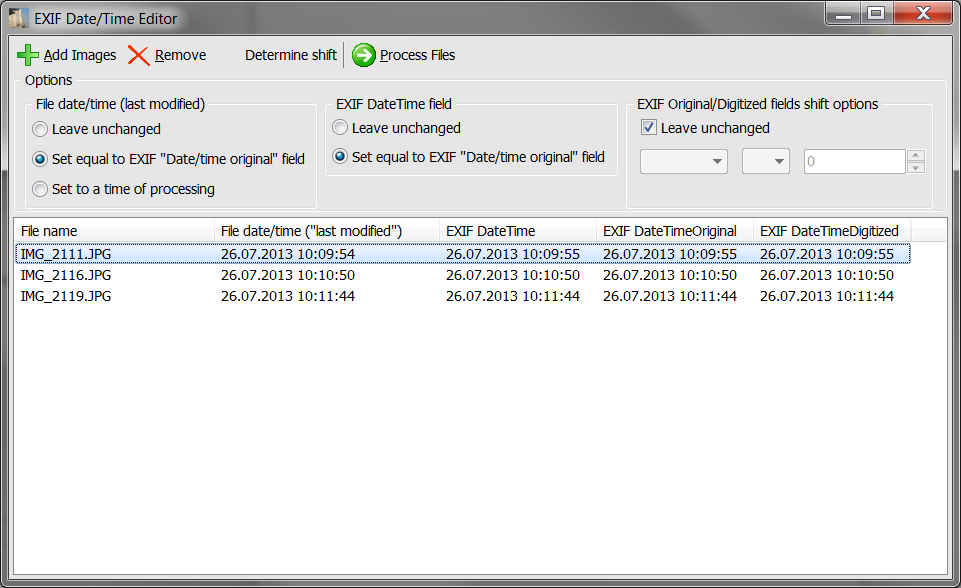 EXIF Date/Time Editor
Add Images Remove Determine shift Process Files
Options
File date/time (last modified)
Leave unchanged
Set equal to EXIF "Date/time original" field
Set to a time of processing
EXIF DateTime field
Leave unchanged
Set equal to EXIF "Date/time original" field
EXIF Original/Digitized fields shift options
Leave unchanged
0
File name File date/time ("last modified") EXIF DateTime EXIF DateTimeOriginal EXIF DateTimeDigitized
IMG_2111.JPG 26.07.2013 10:09:54 26.07.2013 10:09:55 26.07.2013 10:09:55 26.07.2013 10:09:55
IMG_2116.JPG 26.07.2013 10:10:50 26.07.2013 10:10:50 26.07.2013 10:10:50 26.07.2013 10:10:50
IMG_2119.JPG 26.07.2013 10:11:44 26.07.2013 10:11:44 26.07.2013 10:11:44 26.07.2013 10:11:44